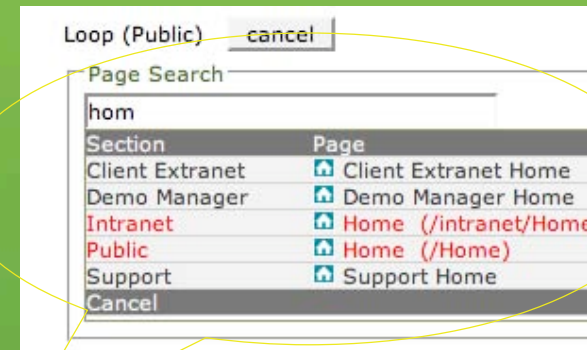 Loop (Public) cancel
Page Search
hom
Section Page
Client Extranet Client Extranet Home
Demo Manager Demo Manager Home
Intranet Home (/intranet/Home
Public Home (/Home)
Support Support Home
Cancel